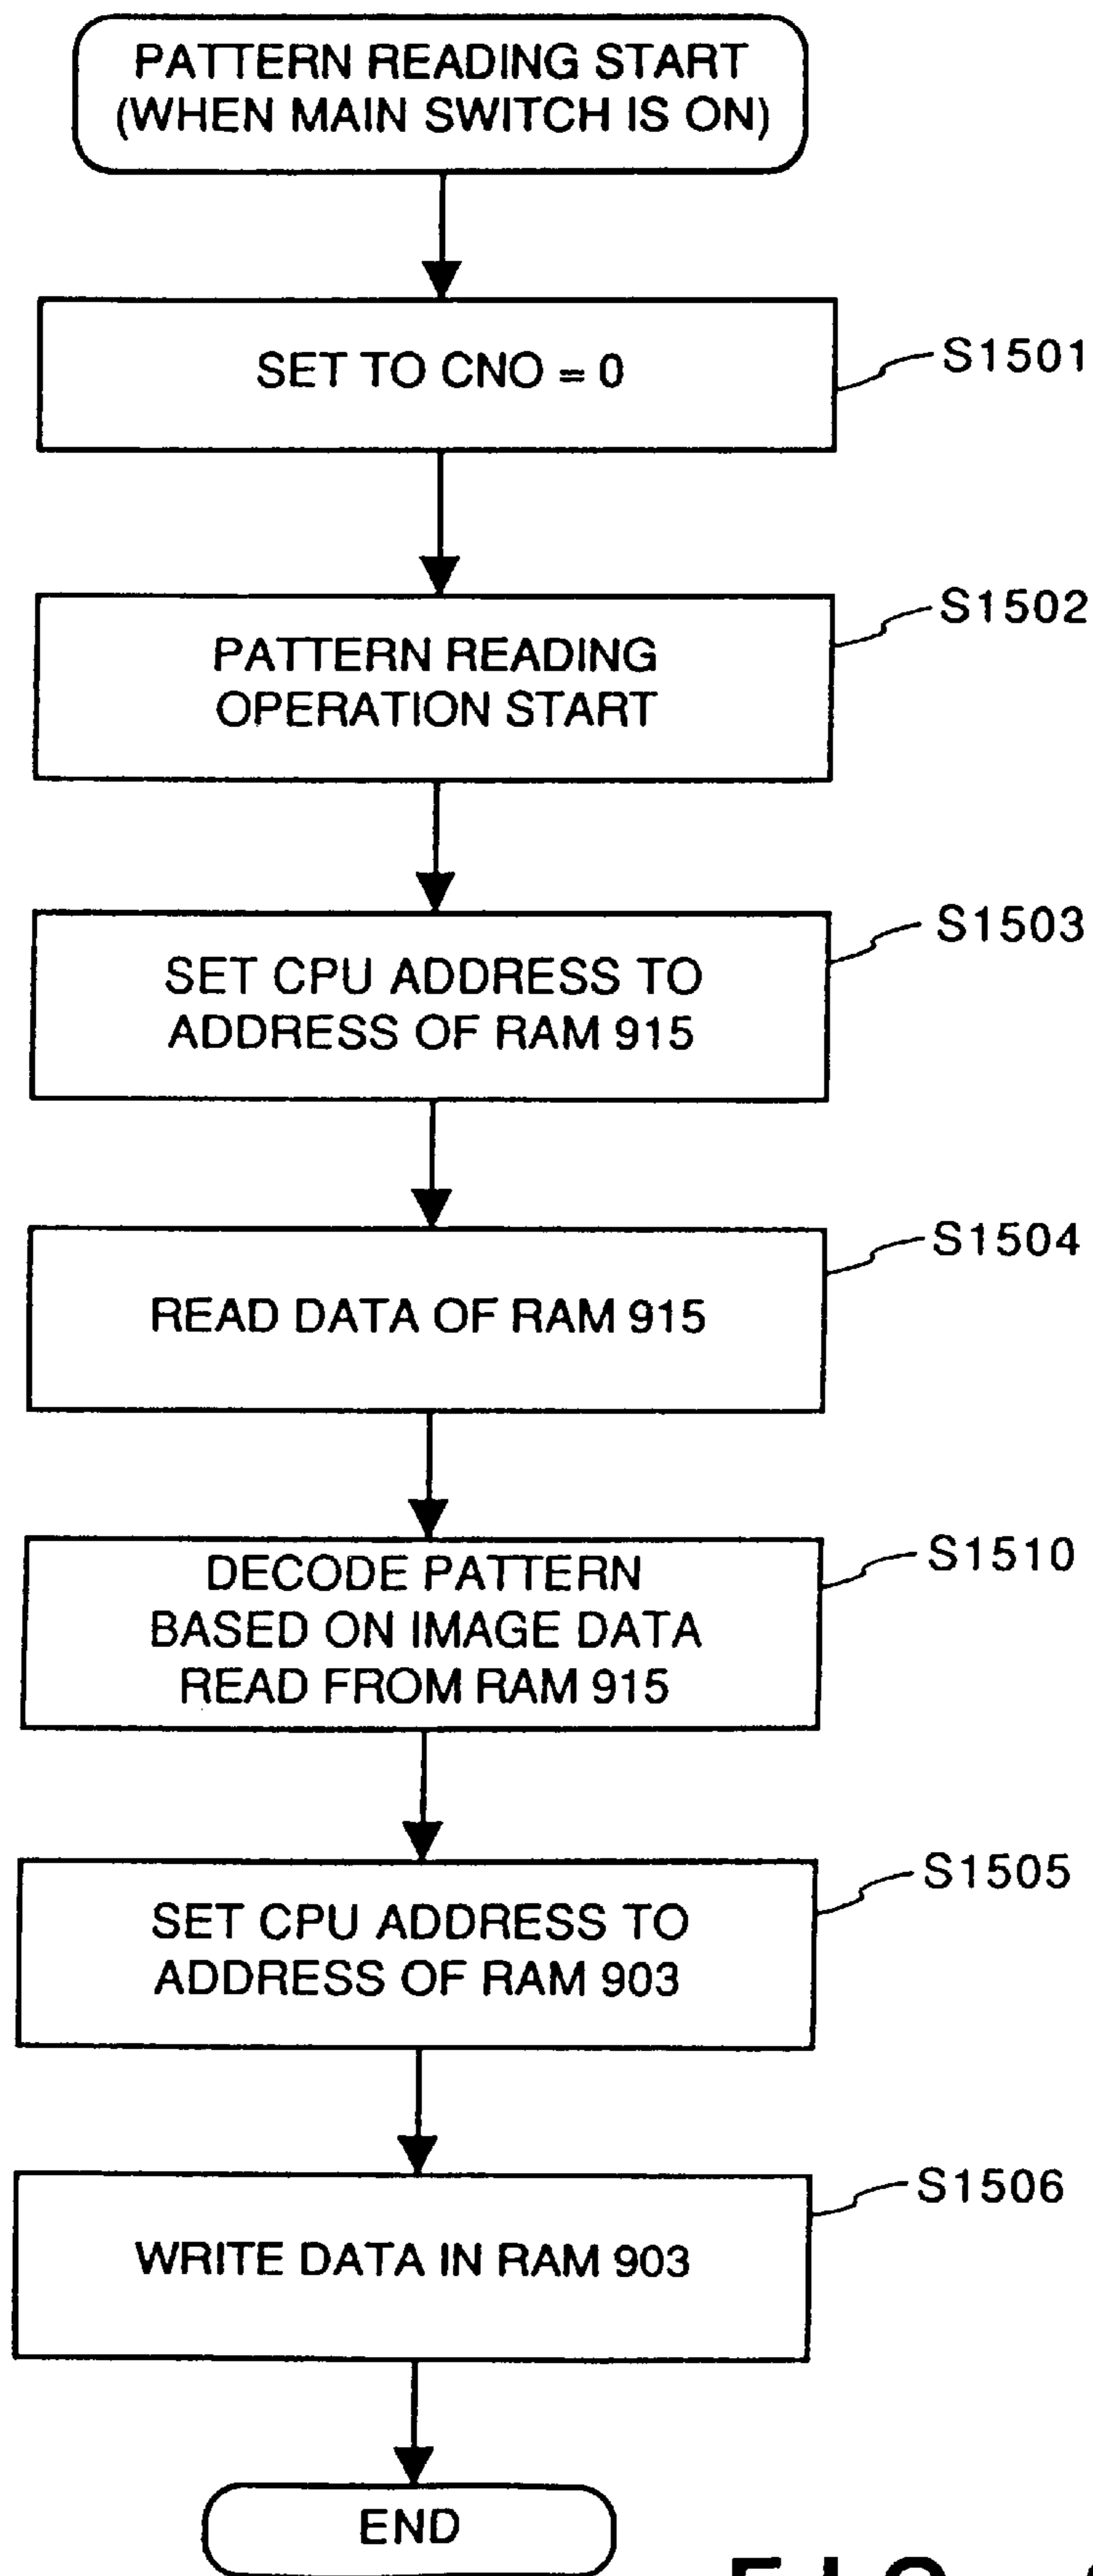 PATTERN READING START
(WHEN MAIN SWITCH IS ON)
SET TO CNO = 0
S1501
PATTERN READING
OPERATION START
S1502
SET CPU ADDRESS TO
ADDRESS OF RAM 915
S1503
READ DATA OF RAM 915
S1504
DECODE PATTERN
BASED ON IMAGE DATA
READ FROM RAM 915
S1510
SET CPU ADDRESS TO
ADDRESS OF RAM 903
S1505
WRITE DATA IN RAM 903
S1506
END